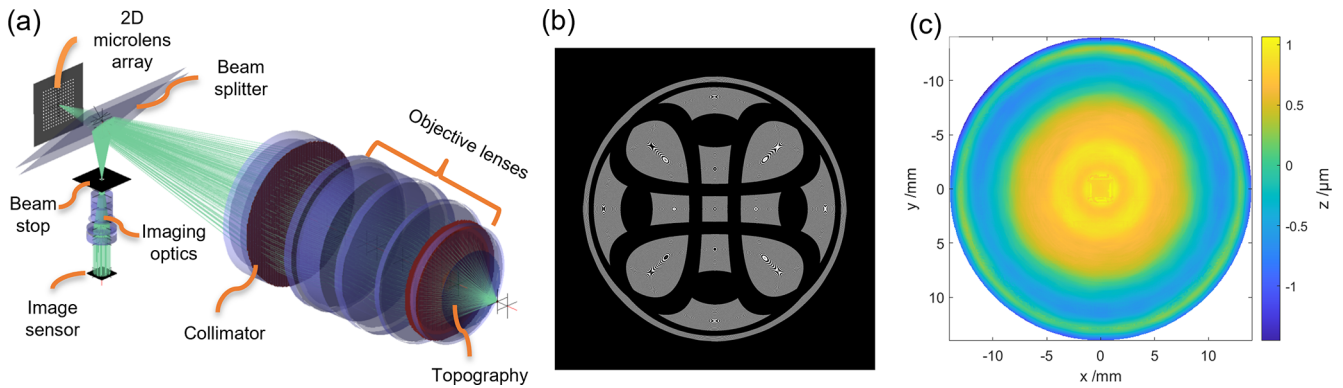 (a)
2D
microlens
array
Beam
splitter
Objective lenses
Beam
stop
Imaging
optics
Image
sensor
Collimator
Topography
(b)
(c)
-10
-5
0
5
10
y /mm
-10
-5
0
5
10
x /mm
1
0.5
0
-0.5
-1
z /μm